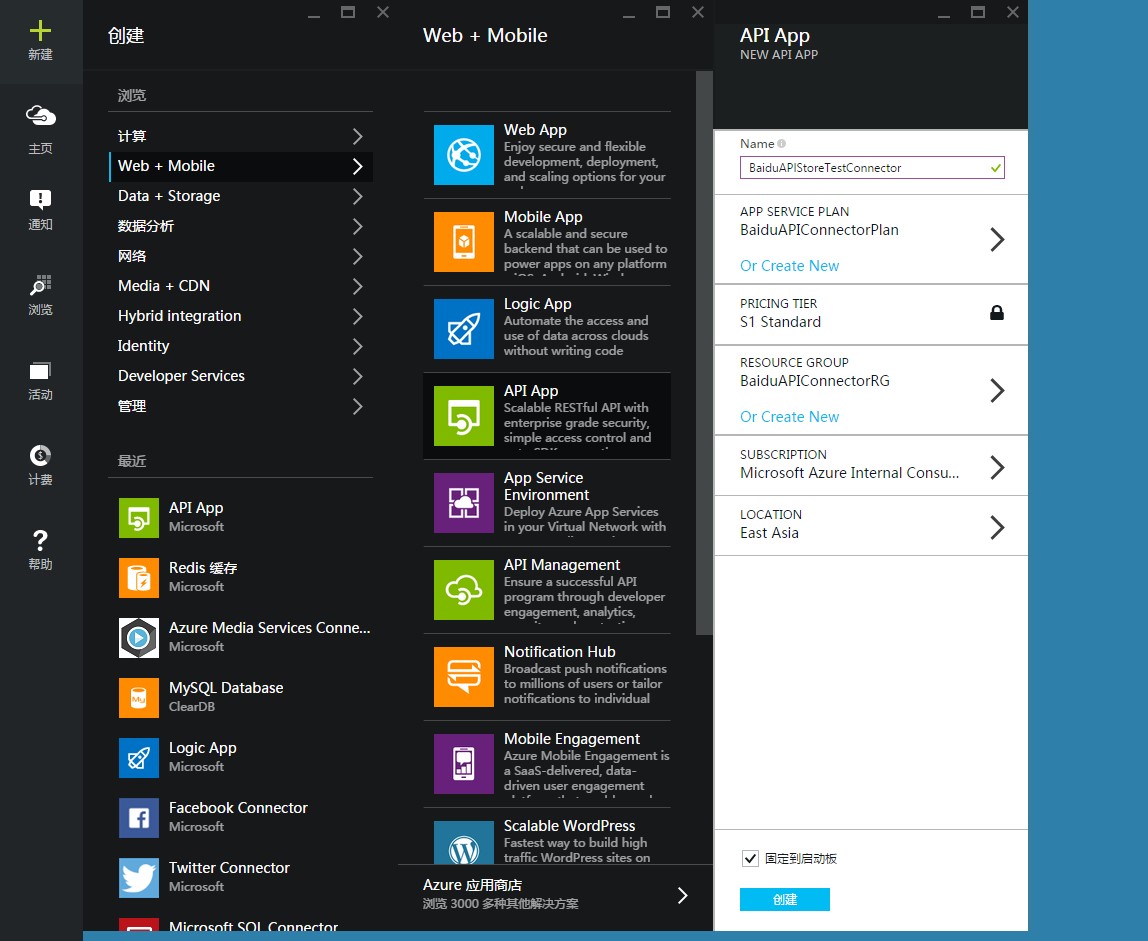 新建
主页
通知
浏览
活动
计费
帮助
创建
浏览
计算
Web + Mobile
Data + Storage
数据分析
网络
Media + CDN
Hybrid integration
Identity
Developer Services
管理
最近
API App
Microsoft
Redis 缓存
Microsoft
Azure Media Services Conne...
Microsoft
MySQL Database
ClearDB
Logic App
Microsoft
Facebook Connector
Microsoft
Twitter Connector
Microsoft
Microsoft SQL Connector
Web + Mobile
Web App
Enjoy secure and flexible
development, deployment,
and scaling options for your
Mobile App
A scalable and secure
backend that can be used to
power apps on any platform
Logic App
Automate the access and
use of data across clouds
without writing code
API App
Scalable RESTful API with
enterprise grade security,
simple access control and
App Service
Environment
Deploy Azure App Services
in your Virtual Network with
API Management
Ensure a successful API
program through developer
engagement, analytics,
Notification Hub
Broadcast push notifications
to millions of users or tailor
notifications to individual
Mobile Engagement
Azure Mobile Engagement is
a SaaS-delivered, data-
driven user engagement
Scalable WordPress
Fastest way to build high
traffic WordPress sites on
Azure 应用商店
浏览 3000 多种其他解决方案
API App
NEW API APP
Name
BaiduAPIStoreTestConnector
APP SERVICE PLAN
BaiduAPIConnectorPlan
Or Create New
PRICING TIER
S1 Standard
RESOURCE GROUP
BaiduAPIConnectorRG
Or Create New
SUBSCRIPTION
Microsoft Azure Internal Consu...
LOCATION
East Asia
固定到启动板
创建